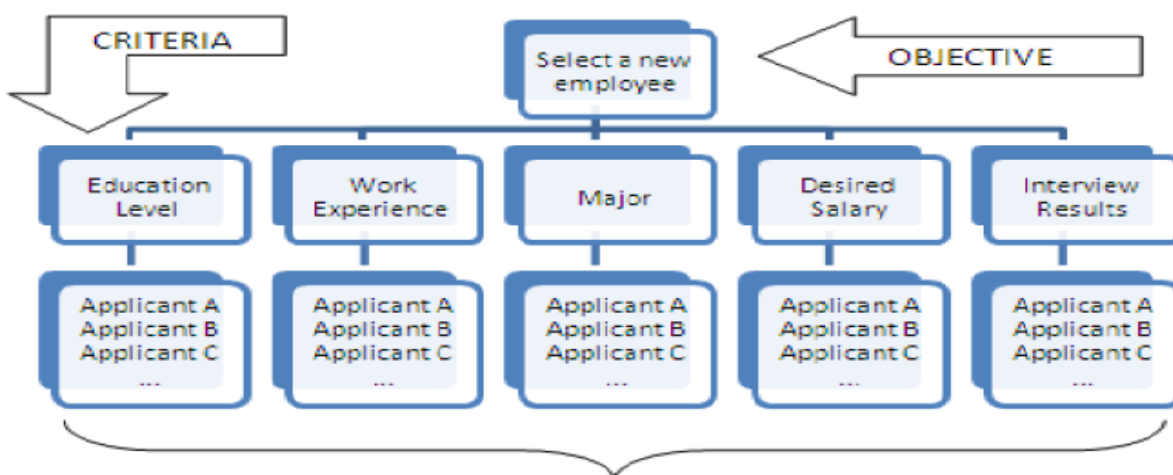 CRITERIA
Select a new
employee
OBJECTIVE
Education
Level
Work
Experience
Major
Desired
Salary
Interview
Results
Applicant A
Applicant B
Applicant C
...
Applicant A
Applicant B
Applicant C
...
Applicant A
Applicant B
Applicant C
...
Applicant A
Applicant B
Applicant C
...
Applicant A
Applicant B
Applicant C
...